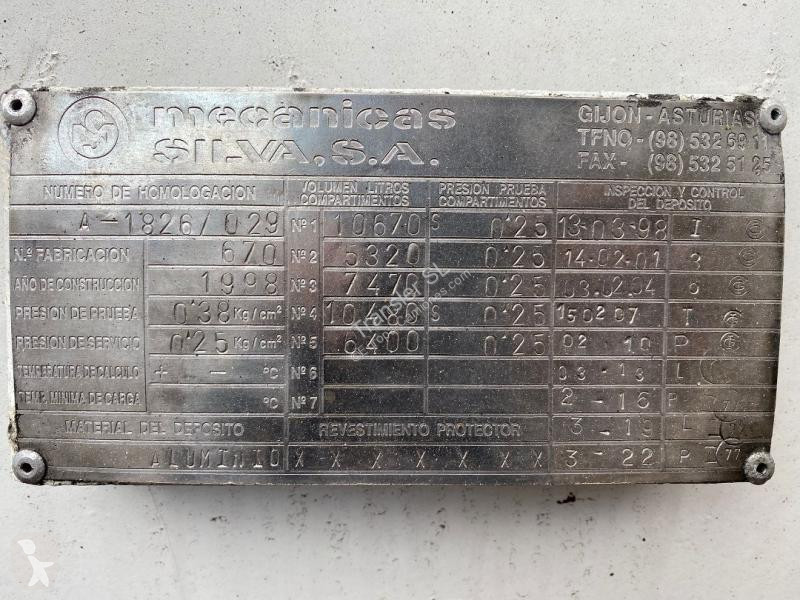 mecanicas
SILVA, S.A.
GIJON - ASTURIAS
TFNO - (98) 532 69 11
FAX - (98) 532 51 25
NUMERO DE HOMOLOGACION
VOLUMEN LITROS COMPARTIMENTOS
PRESION PRUEBA COMPARTIMENTOS
INSPECCION Y CONTROL DEL DEPOSITO
A-1826/029 Nº1 10670 S 0'25 13-03-98 I
N.º FABRICACION 670 Nº2 5320 0'25 14-02-01 3
AÑO DE CONSTRUCCION 1998 Nº3 7470 0'25 03.02.04 6
PRESION DE PRUEBA 0'38 Kg/cm² Nº4 S 0'25 150207 T
PRESION DE SERVICIO 0'25 Kg/cm² Nº5 6400 0'25 02 10 P
TEMPERATURA DE CALCULO + - ºC Nº6 03-13 L
TEMP. MINIMA DE CARGA ºC Nº7 2-16 P 77
MATERIAL DEL DEPOSITO REVESTIMIENTO PROTECTOR 3-19 L
ALUMINIO X X X X X X X 3-22 P I 77
Transler SL